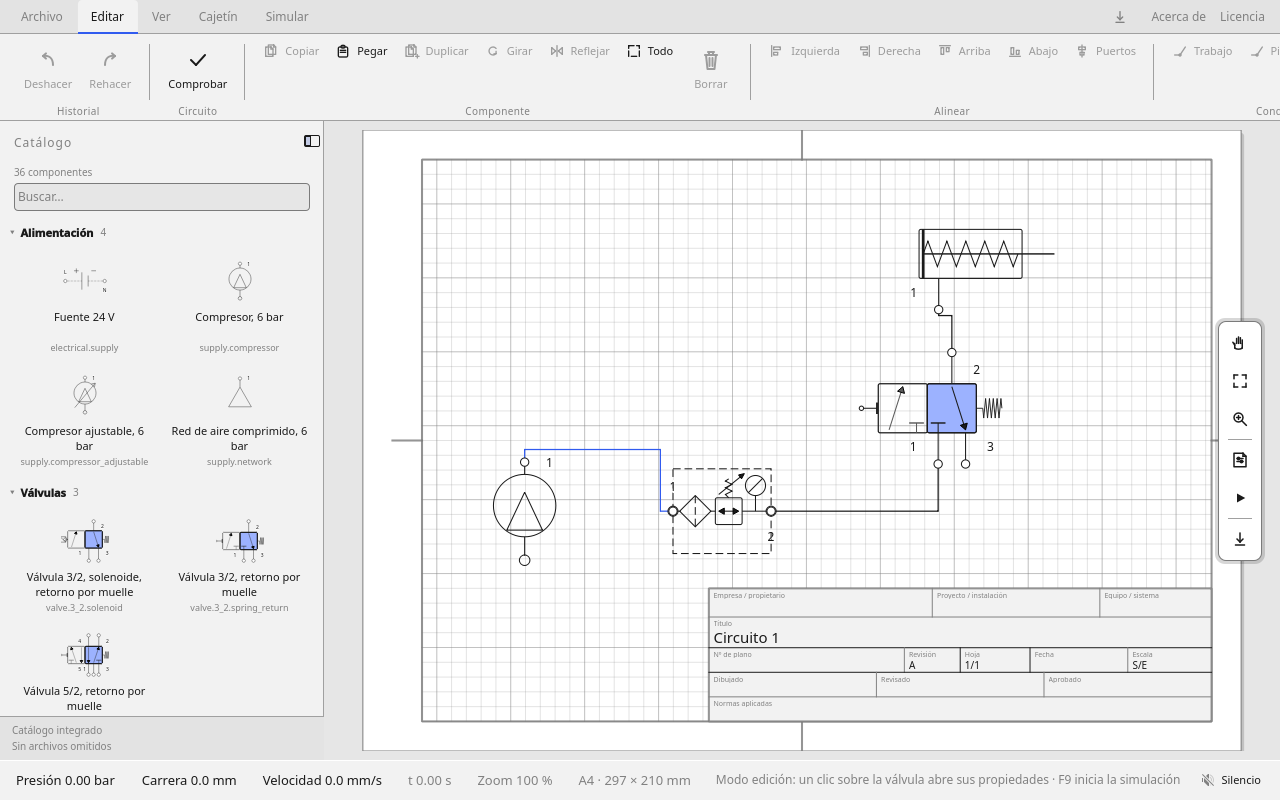 Archivo Editar Ver Cajetín Simular Acerca de Licencia
Copiar Pegar Duplicar Girar Reflejar Todo Izquierda Derecha Arriba Abajo Puertos Trabajo
Deshacer Rehacer Comprobar Borrar
Historial Circuito Componente Alinear
Catálogo
36 componentes
Buscar...
Alimentación 4
Fuente 24 V
electrical.supply
Compresor, 6 bar
supply.compressor
Compresor ajustable, 6
bar
supply.compressor_adjustable
Red de aire comprimido, 6
bar
supply.network
Válvulas 3
Válvula 3/2, solenoide,
retorno por muelle
valve.3_2.solenoid
Válvula 3/2, retorno por
muelle
valve.3_2.spring_return
Válvula 5/2, retorno por
muelle
Catálogo integrado
Sin archivos omitidos
1
2
1
3
1
1
2
Empresa / propietario
Proyecto / instalación
Equipo / sistema
Título
Circuito 1
Nº de plano
Revisión
A
Hoja
1/1
Fecha
Escala
S/E
Dibujado
Revisado
Aprobado
Normas aplicadas
Presión 0.00 bar Carrera 0.0 mm Velocidad 0.0 mm/s t 0.00 s Zoom 100 % A4 · 297 × 210 mm Modo edición: un clic sobre la válvula abre sus propiedades · F9 inicia la simulación Silencio